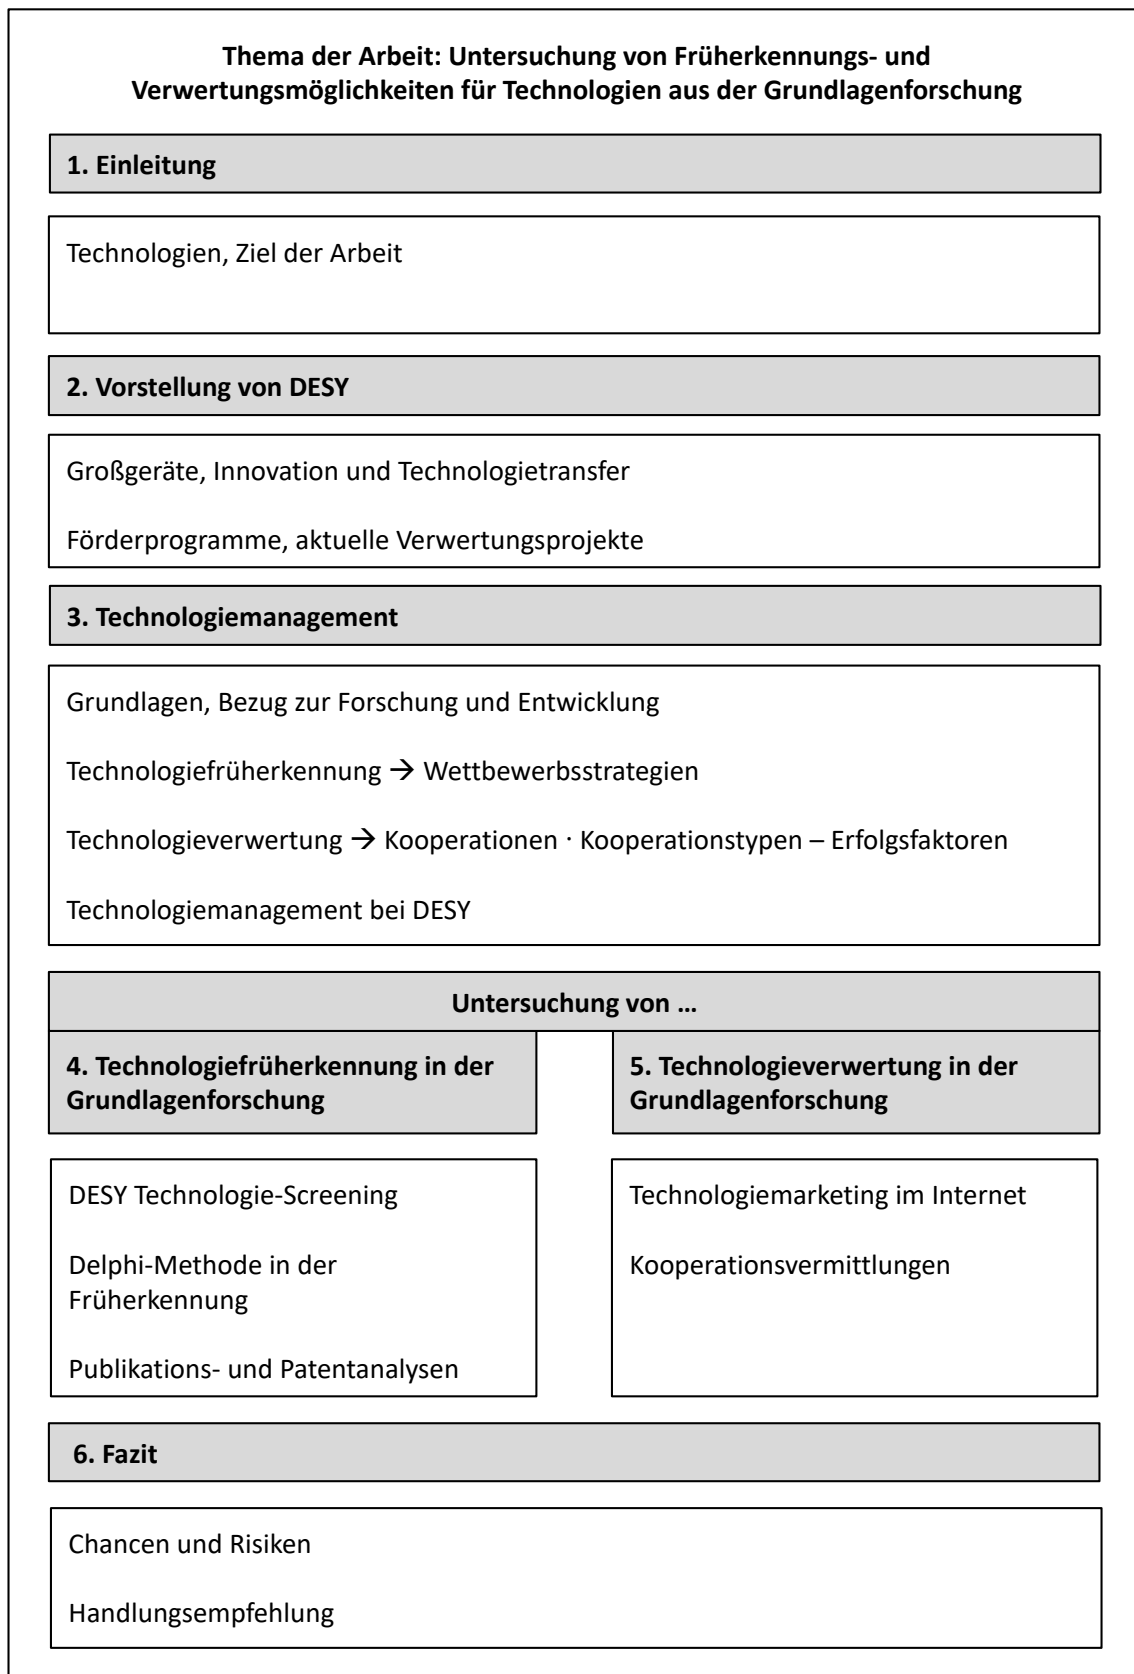 Thema der Arbeit: Untersuchung von Früherkennungs- und
Verwertungsmöglichkeiten für Technologien aus der Grundlagenforschung
1. Einleitung
Technologien, Ziel der Arbeit
2. Vorstellung von DESY
Großgeräte, Innovation und Technologietransfer
Förderprogramme, aktuelle Verwertungsprojekte
3. Technologiemanagement
Grundlagen, Bezug zur Forschung und Entwicklung
Technologiefrüherkennung → Wettbewerbsstrategien
Technologieverwertung → Kooperationen · Kooperationstypen – Erfolgsfaktoren
Technologiemanagement bei DESY
Untersuchung von …
4. Technologiefrüherkennung in der
Grundlagenforschung
DESY Technologie-Screening
Delphi-Methode in der
Früherkennung
Publikations- und Patentanalysen
5. Technologieverwertung in der
Grundlagenforschung
Technologiemarketing im Internet
Kooperationsvermittlungen
6. Fazit
Chancen und Risiken
Handlungsempfehlung